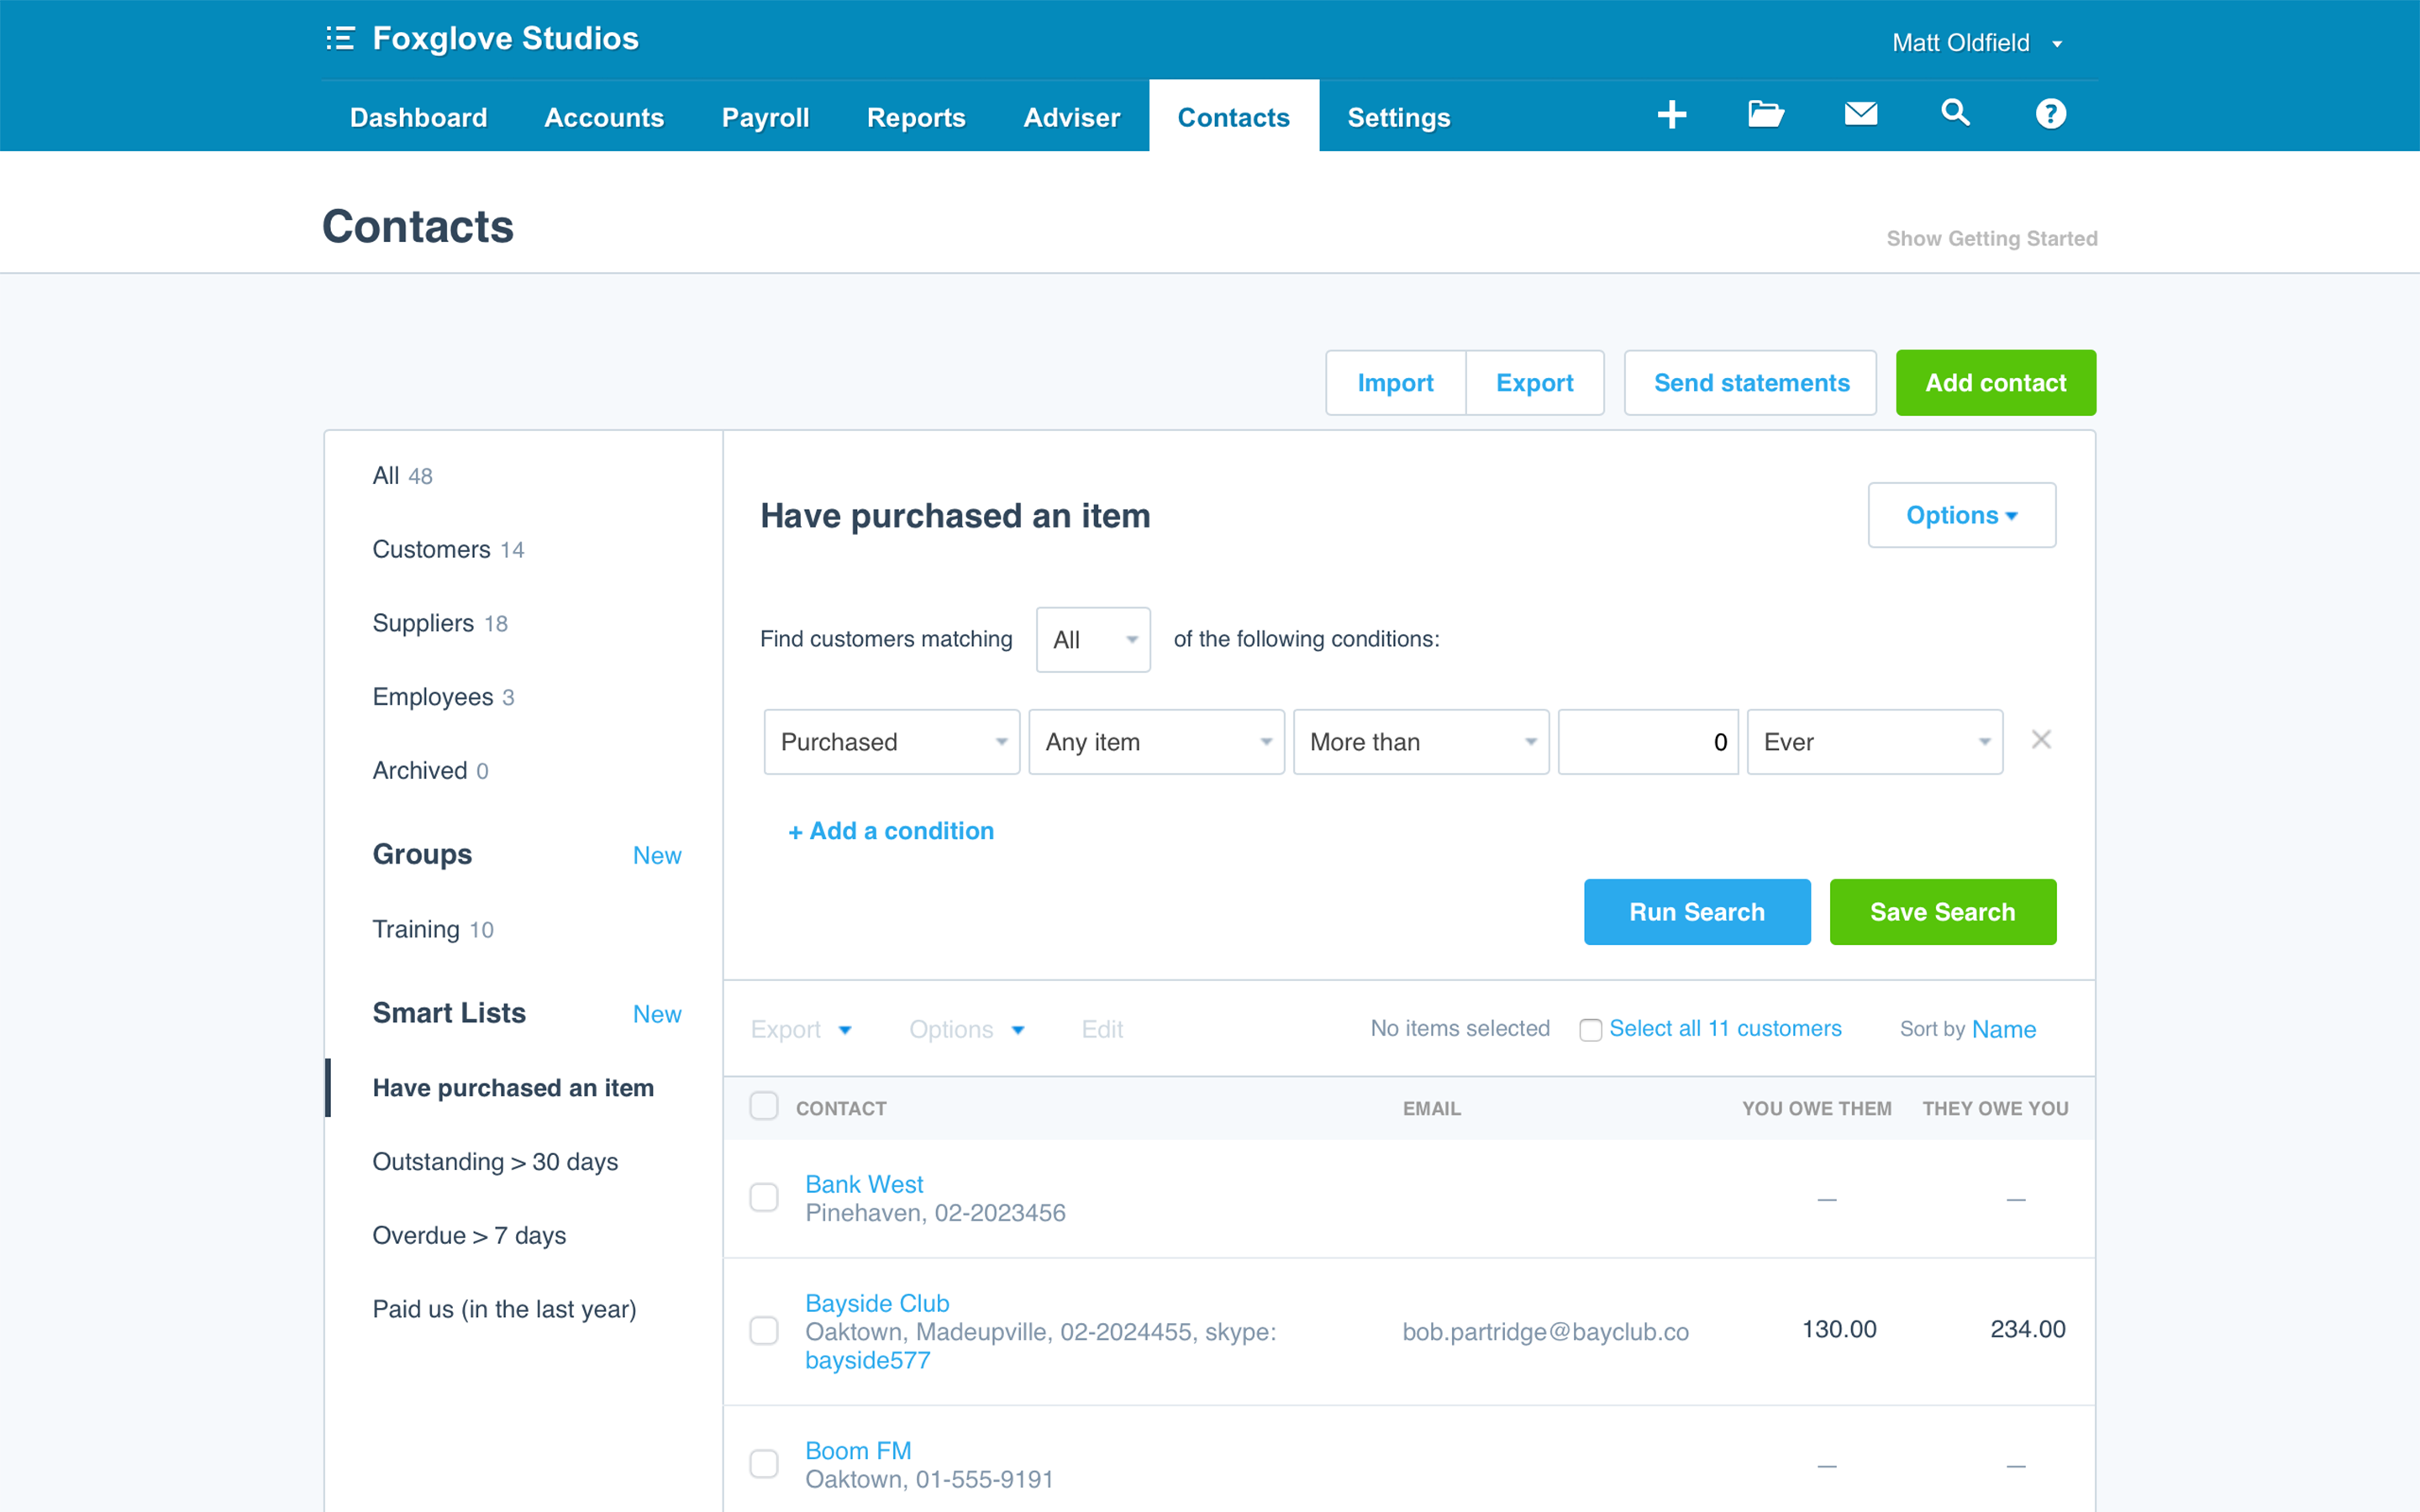 Foxglove Studios
Matt Oldfield
Dashboard Accounts Payroll Reports Adviser Contacts Settings
Contacts
Show Getting Started
Import Export Send statements Add contact
All 48
Customers 14
Suppliers 18
Employees 3
Archived 0
Groups New
Training 10
Smart Lists New
Have purchased an item
Outstanding > 30 days
Overdue > 7 days
Paid us (in the last year)
Have purchased an item
Options
Find customers matching All of the following conditions:
Purchased Any item More than 0 Ever
+ Add a condition
Run Search Save Search
Export Options Edit No items selected Select all 11 customers Sort by Name
CONTACT EMAIL YOU OWE THEM THEY OWE YOU
Bank West
Pinehaven, 02-2023456
— —
Bayside Club
Oaktown, Madeupville, 02-2024455, skype:
bayside577
bob.partridge@bayclub.co 130.00 234.00
Boom FM
Oaktown, 01-555-9191
— —